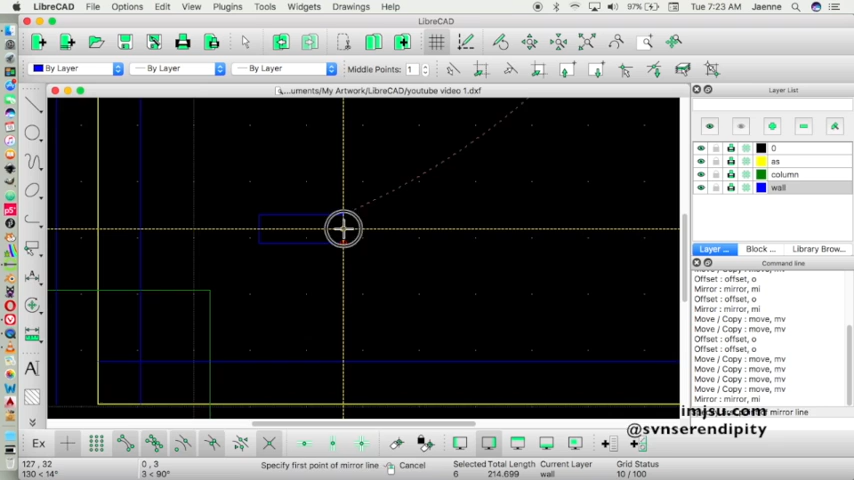 LibreCAD File Options Edit View Plugins Tools Widgets Drawings Help
97% Tue 7:23 AM Jaenne
LibreCAD
By Layer By Layer By Layer Middle Points: 1
...uments/My Artwork/LibreCAD/youtube video 1.dxf
Layer List
0
as
column
wall
Layer ... Block ... Library Brow...
Command line
Move / Copy : move, mv
Offset : offset, o
Mirror : mirror, mi
Offset : offset, o
Mirror : mirror, mi
Move / Copy : move, mv
Move / Copy : move, mv
Offset : offset, o
Offset : offset, o
Move / Copy : move, mv
Move / Copy : move, mv
Move / Copy : move, mv
Mirror : mirror, mi
mirror line
imjsu.com
@svnserendipity
Ex
127 , 32 0 , 3 Specify first point of mirror line Cancel Selected Total Length Current Layer Grid Status
130 < 14° 3 < 90° 6 214.699 wall 10 / 100